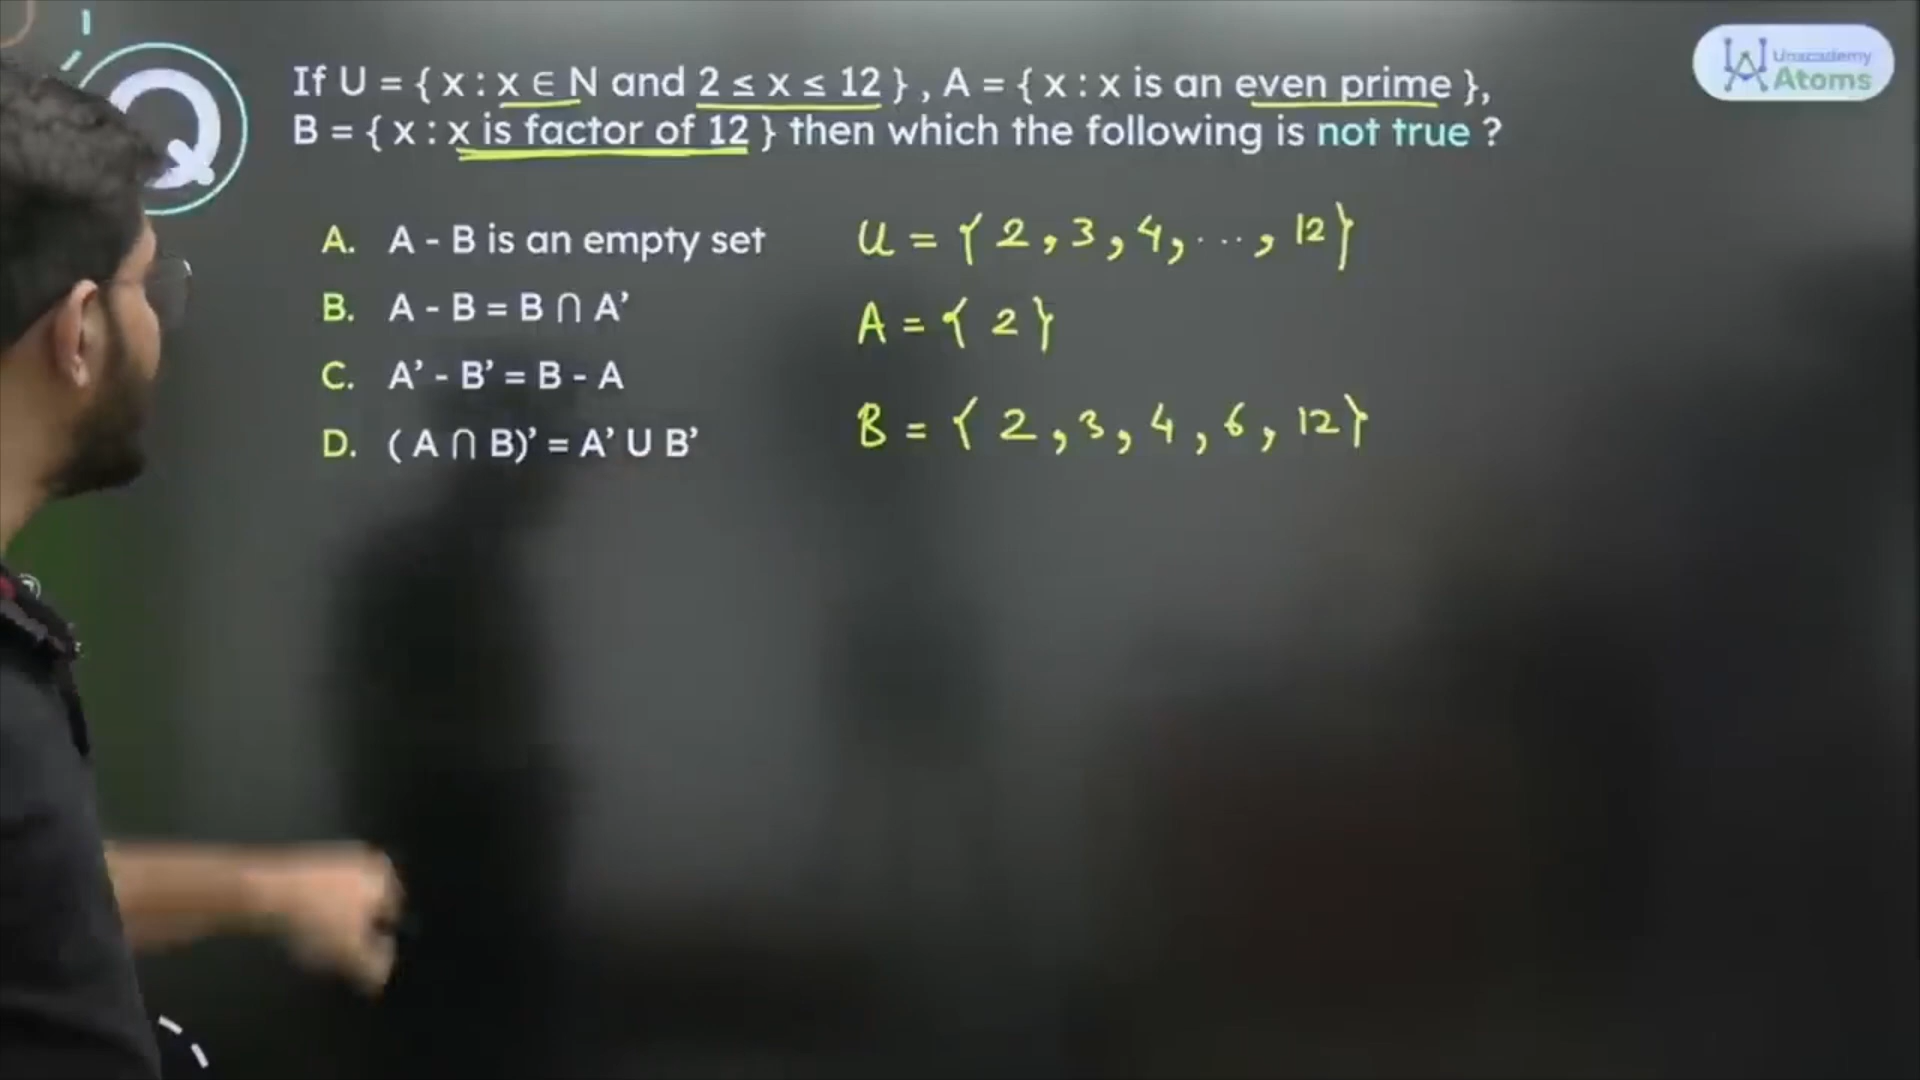 Unacademy
Atoms
Q
If U = { x : x ∈ N and 2 ≤ x ≤ 12 } , A = { x : x is an even prime },
B = { x : x is factor of 12 } then which the following is not true ?
A. A - B is an empty set
B. A - B = B ∩ A’
C. A’ - B’ = B - A
D. ( A ∩ B)’ = A’ U B’
U = { 2 , 3 , 4 , ... , 12 }
A = { 2 }
B = { 2 , 3 , 4 , 6 , 12 }